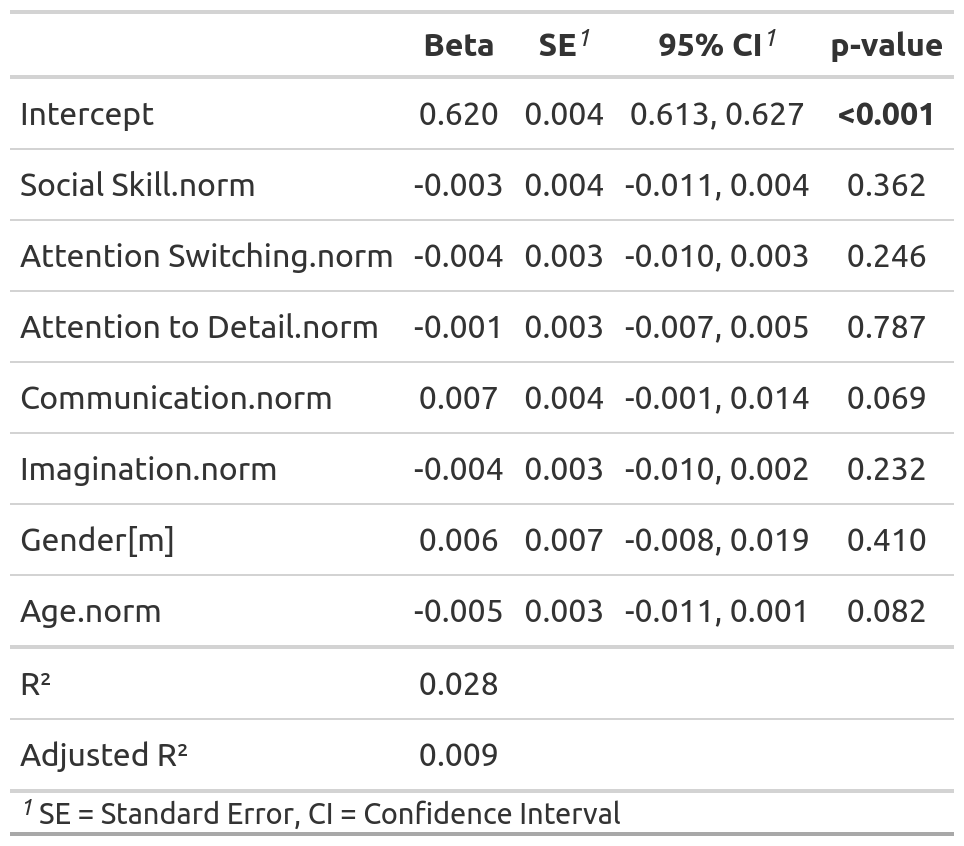 Beta SE¹ 95% CI¹ p-value
Intercept 0.620 0.004 0.613, 0.627 <0.001
Social Skill.norm -0.003 0.004 -0.011, 0.004 0.362
Attention Switching.norm -0.004 0.003 -0.010, 0.003 0.246
Attention to Detail.norm -0.001 0.003 -0.007, 0.005 0.787
Communication.norm 0.007 0.004 -0.001, 0.014 0.069
Imagination.norm -0.004 0.003 -0.010, 0.002 0.232
Gender[m] 0.006 0.007 -0.008, 0.019 0.410
Age.norm -0.005 0.003 -0.011, 0.001 0.082
R² 0.028
Adjusted R² 0.009
¹ SE = Standard Error, CI = Confidence Interval